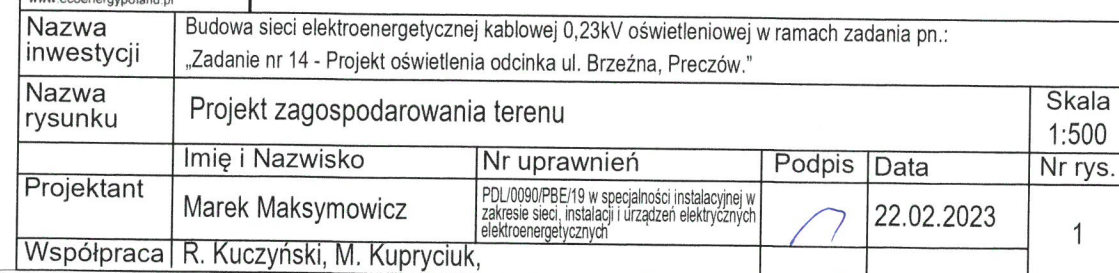 www.ecoenergypoland.pl
Nazwa inwestycji
Budowa sieci elektroenergetycznej kablowej 0,23kV oświetleniowej w ramach zadania pn.:
„Zadanie nr 14 - Projekt oświetlenia odcinka ul. Brzeźna, Preczów."
Nazwa rysunku
Projekt zagospodarowania terenu
Skala
1:500
Imię i Nazwisko
Nr uprawnień
Podpis
Data
Nr rys.
Projektant
Marek Maksymowicz
PDL/0090/PBE/19 w specjalności instalacyjnej w
zakresie sieci, instalacji i urządzeń elektrycznych
elektroenergetycznych
22.02.2023
1
Współpraca
R. Kuczyński, M. Kupryciuk,